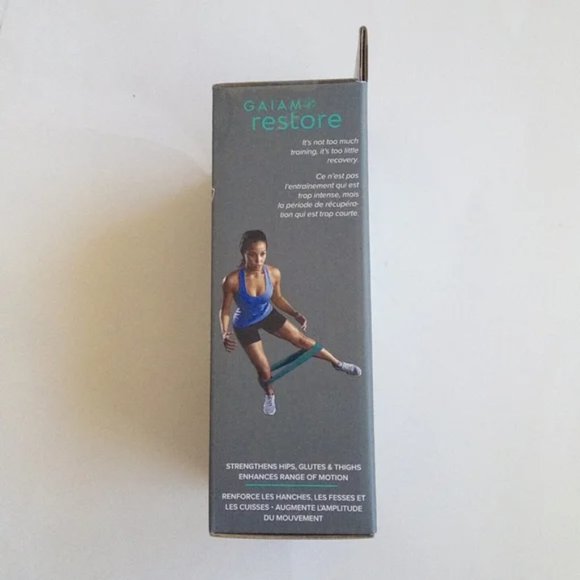 GAIAM
restore
It's not too much
training, it's too little
recovery.
Ce n'est pas
l'entraînement qui est
trop intense, mais
la période de récupéra-
tion qui est trop courte.
STRENGTHENS HIPS, GLUTES & THIGHS
ENHANCES RANGE OF MOTION
RENFORCE LES HANCHES, LES FESSES ET
LES CUISSES • AUGMENTE L'AMPLITUDE
DU MOUVEMENT